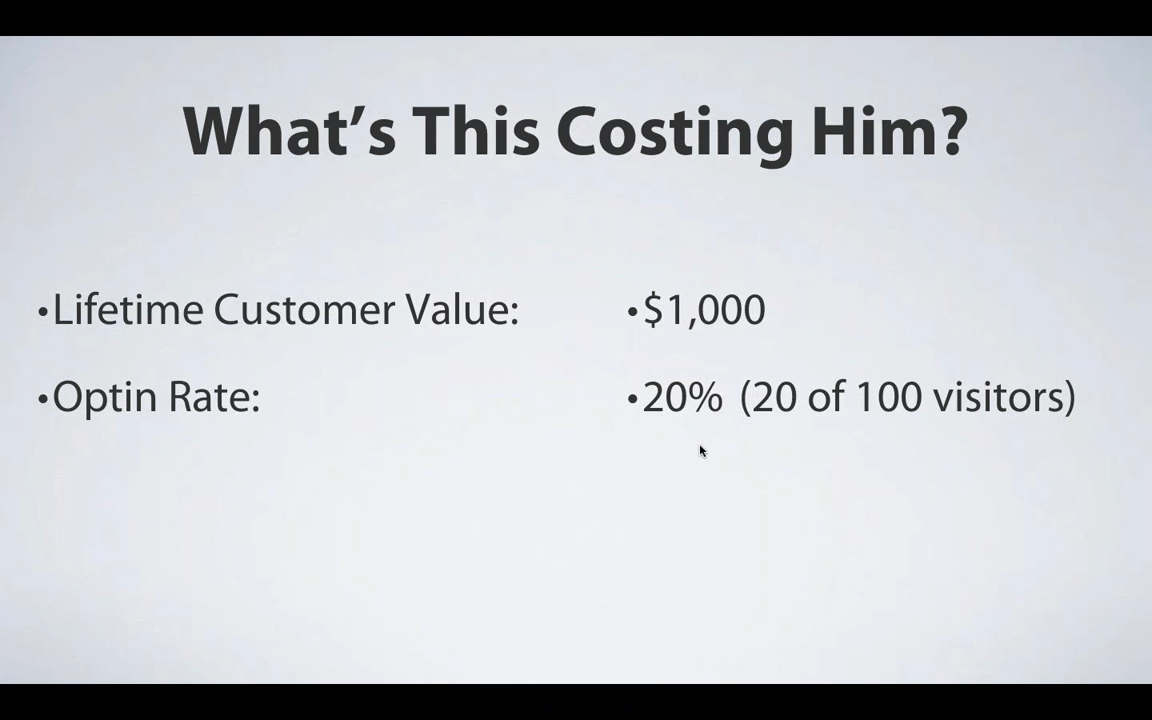 What’s This Costing Him?
•Lifetime Customer Value: •$1,000
•Optin Rate: •20% (20 of 100 visitors)